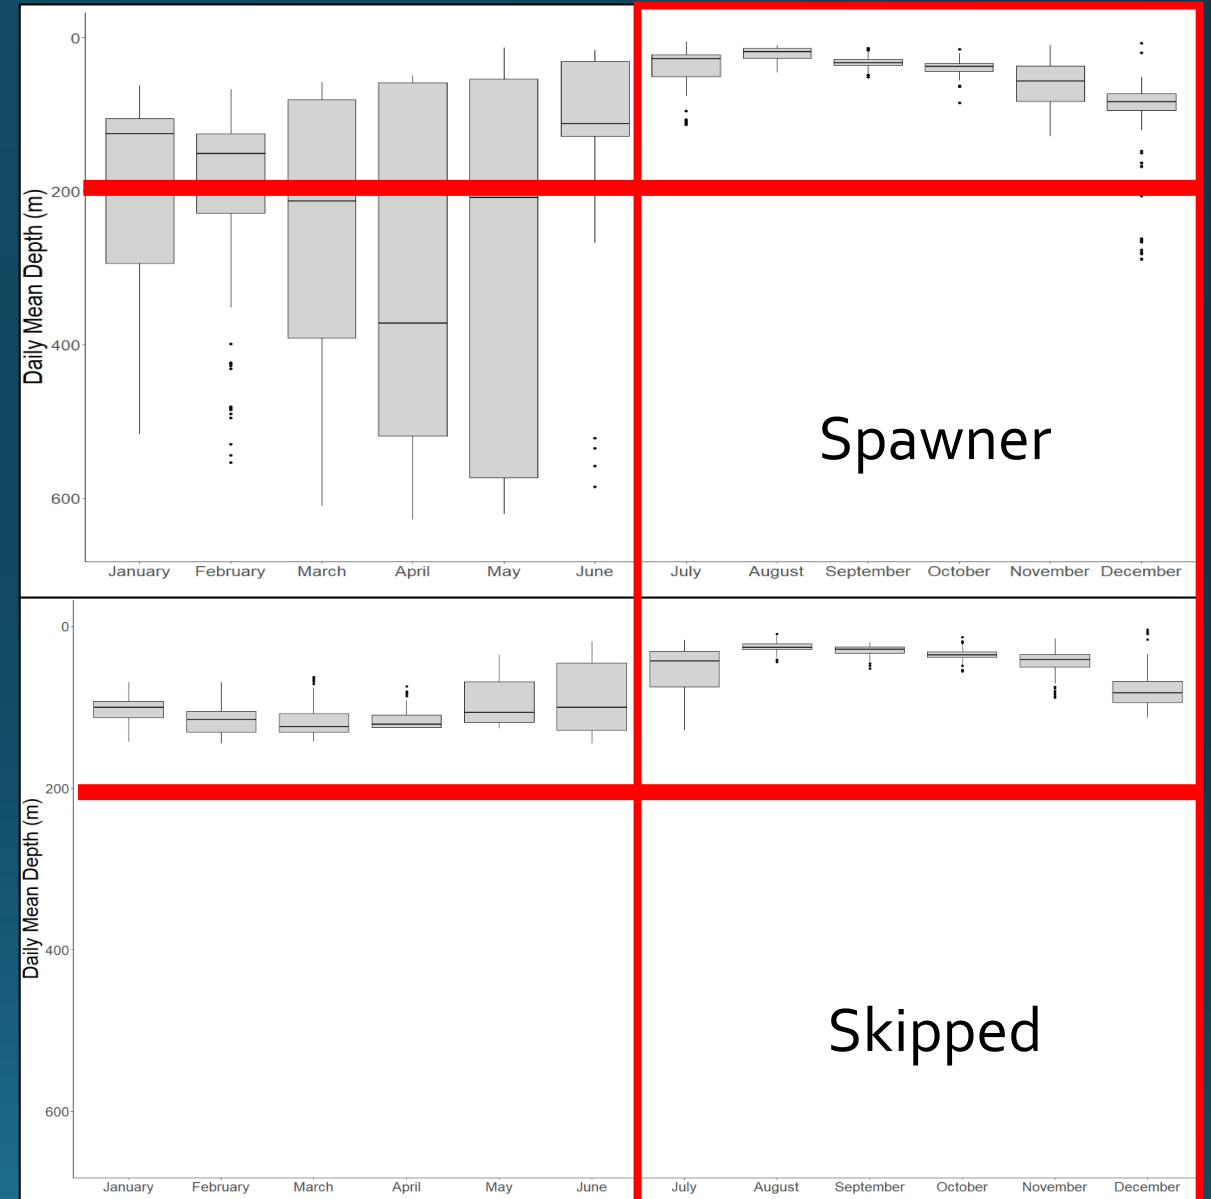 0
200
400
600
Daily Mean Depth (m)
January February March April May June July August September October November December
Spawner
0
200
400
600
Daily Mean Depth (m)
January February March April May June July August September October November December
Skipped